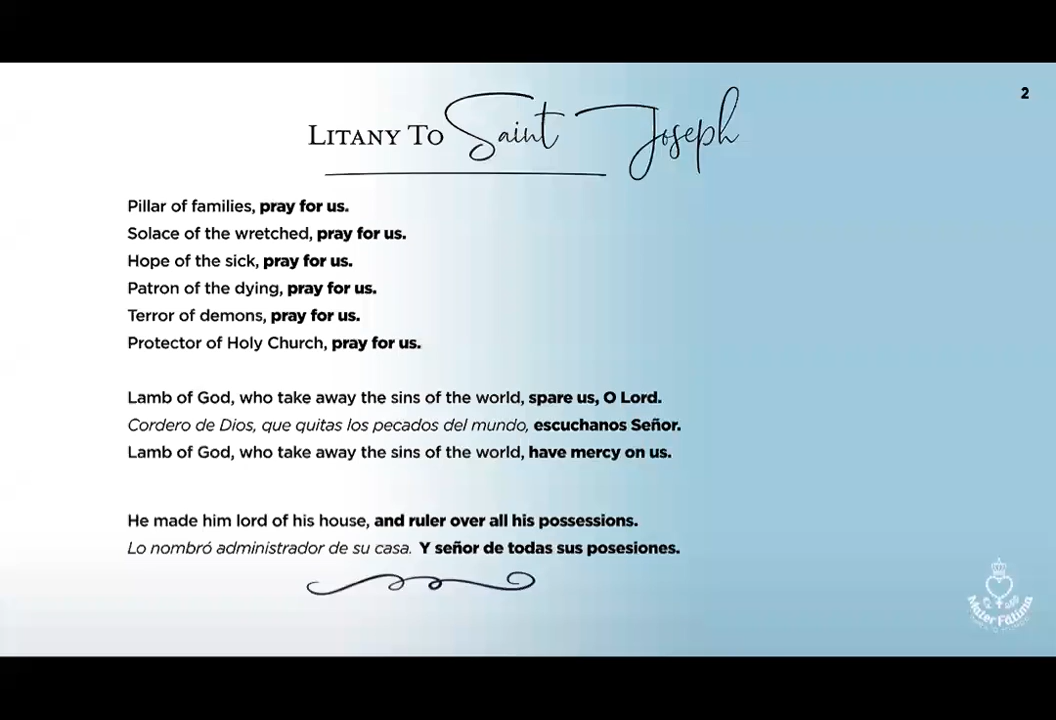 2
Litany To Saint Joseph
Pillar of families, pray for us.
Solace of the wretched, pray for us.
Hope of the sick, pray for us.
Patron of the dying, pray for us.
Terror of demons, pray for us.
Protector of Holy Church, pray for us.
Lamb of God, who take away the sins of the world, spare us, O Lord.
Cordero de Dios, que quitas los pecados del mundo, escuchanos Señor.
Lamb of God, who take away the sins of the world, have mercy on us.
He made him lord of his house, and ruler over all his possessions.
Lo nombró administrador de su casa. Y señor de todas sus posesiones.
Mater Fátima